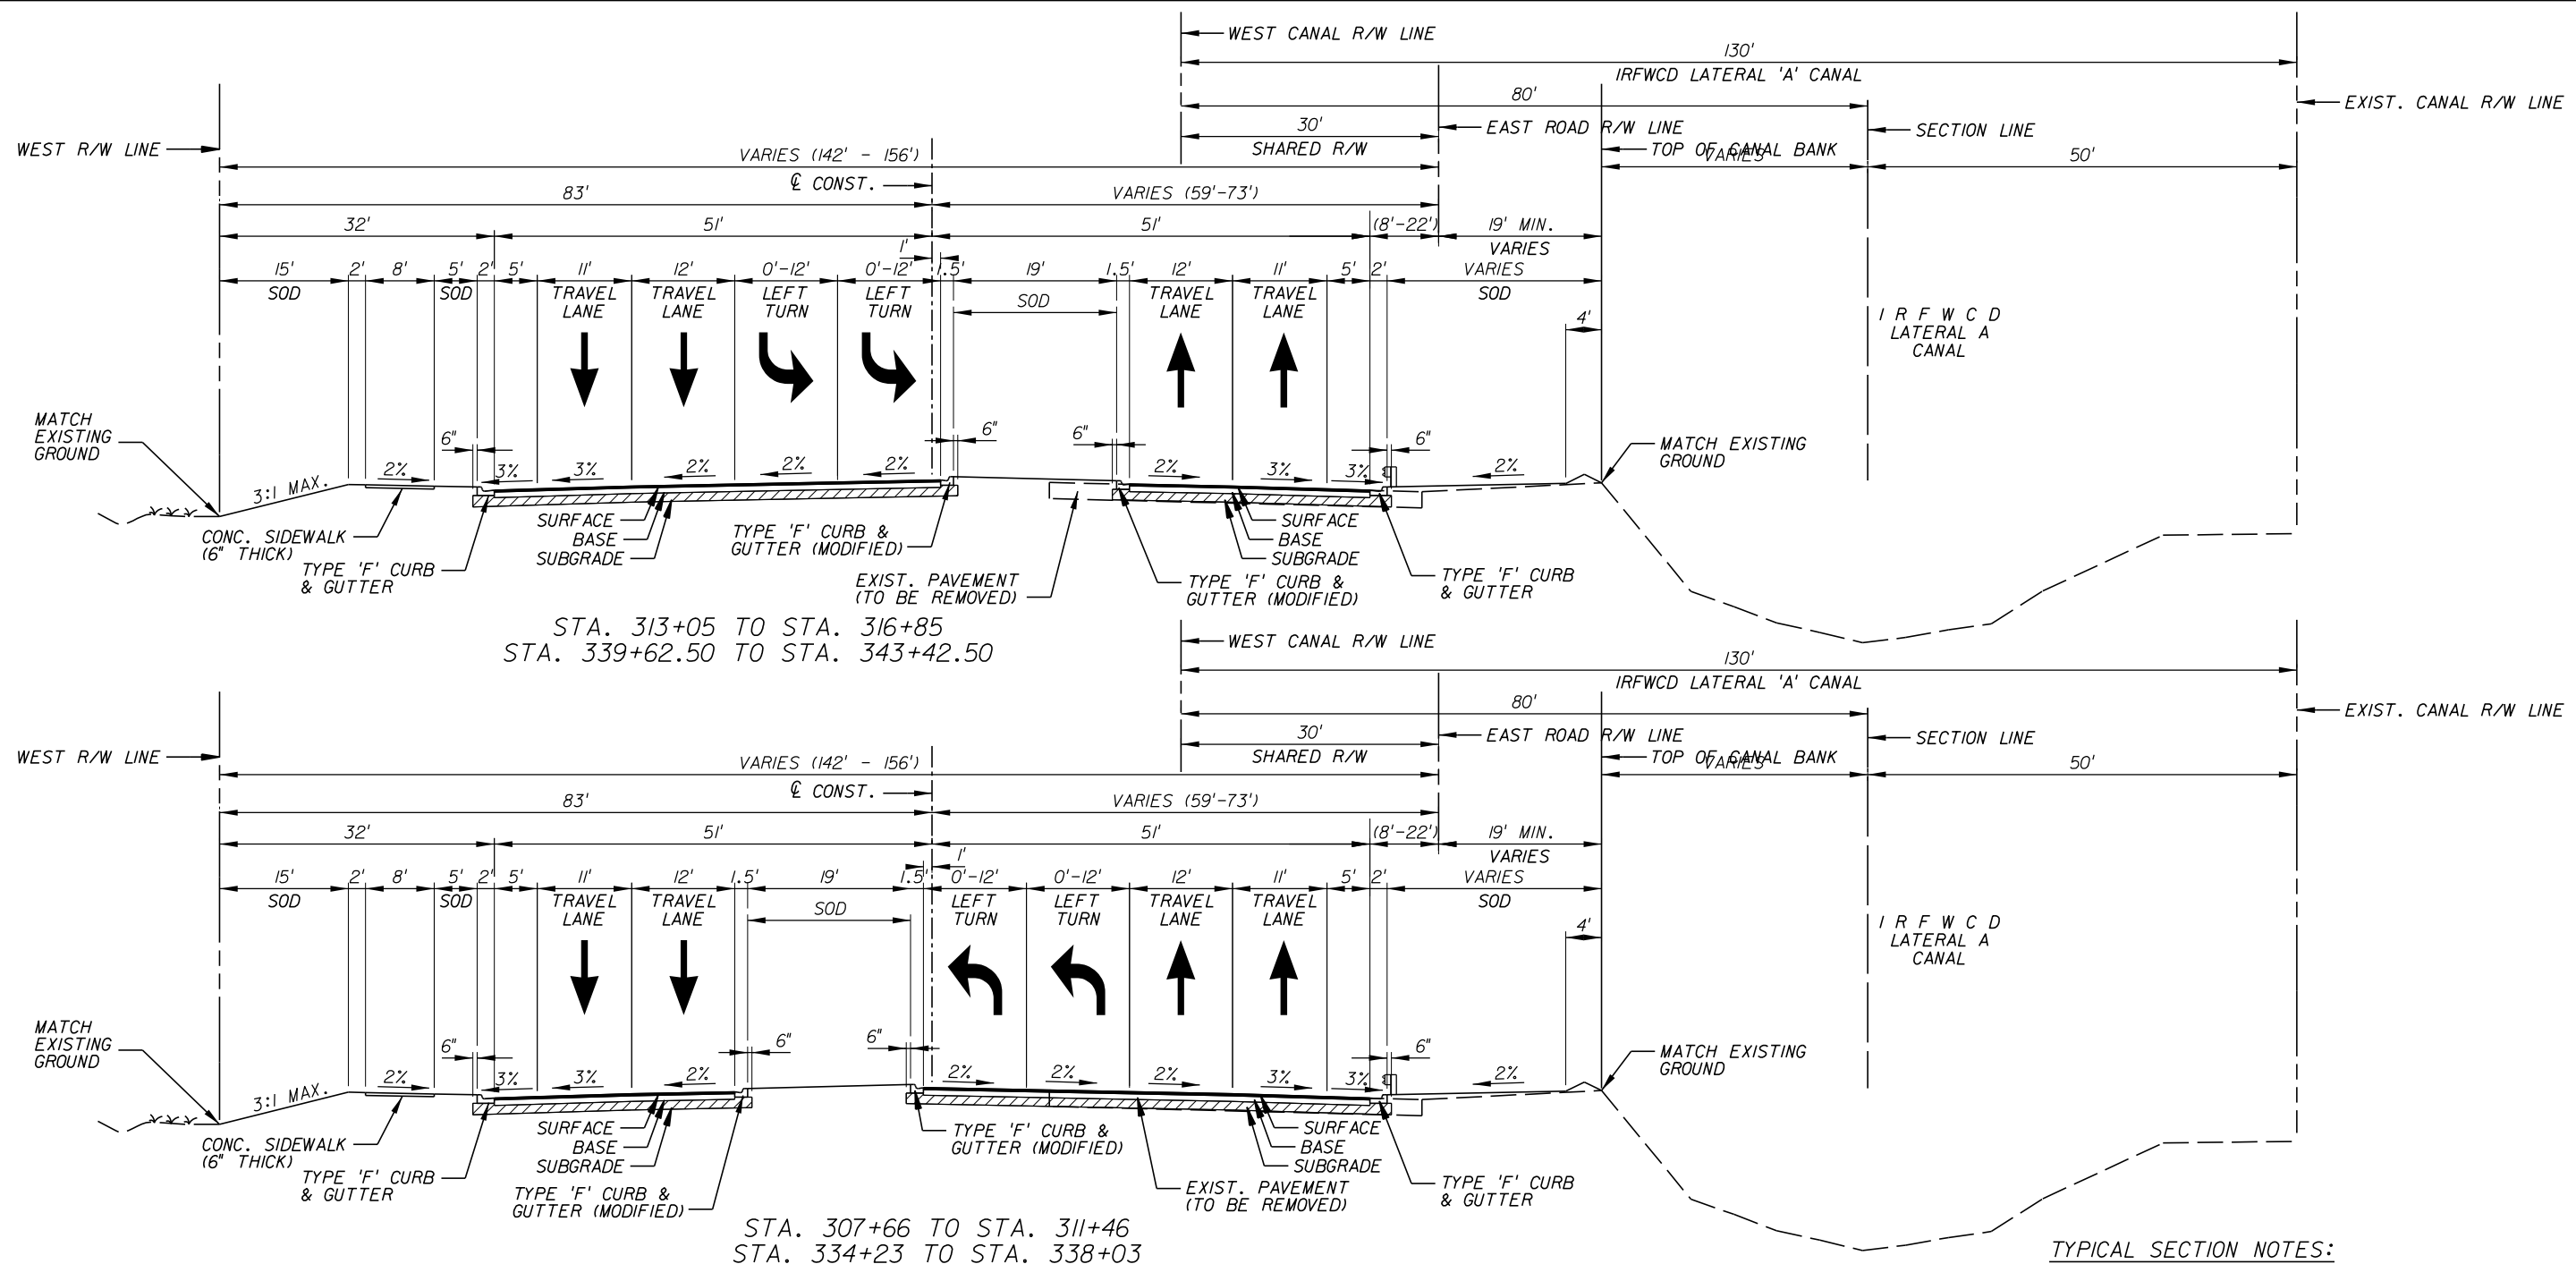 WEST CANAL R/W LINE
130'
IRFWCD LATERAL 'A' CANAL
80'
EXIST. CANAL R/W LINE
30'
EAST ROAD R/W LINE
SECTION LINE
WEST R/W LINE
SHARED R/W
TOP OF CANAL BANK
VARIES (142' - 156')
VARIES
50'
℄ CONST.
83'
VARIES (59'-73')
32'
51'
51'
(8'-22')
19' MIN.
VARIES
1'
15'
2'
8'
5'
2'
5'
11'
12'
0'-12'
0'-12'
1.5'
19'
1.5'
12'
11'
5'
2'
VARIES
SOD
SOD
TRAVEL
LANE
TRAVEL
LANE
LEFT
TURN
LEFT
TURN
SOD
TRAVEL
LANE
TRAVEL
LANE
SOD
4'
I R F W C D
LATERAL A
CANAL
MATCH
EXISTING
GROUND
6"
6"
6"
6"
MATCH EXISTING
GROUND
3:1 MAX.
2%
3%
3%
2%
2%
2%
2%
3%
3%
2%
CONC. SIDEWALK
(6" THICK)
TYPE 'F' CURB
& GUTTER
SURFACE
BASE
SUBGRADE
TYPE 'F' CURB &
GUTTER (MODIFIED)
EXIST. PAVEMENT
(TO BE REMOVED)
SURFACE
BASE
SUBGRADE
TYPE 'F' CURB &
GUTTER (MODIFIED)
TYPE 'F' CURB
& GUTTER
STA. 313+05 TO STA. 316+85
STA. 339+62.50 TO STA. 343+42.50
WEST CANAL R/W LINE
130'
IRFWCD LATERAL 'A' CANAL
80'
EXIST. CANAL R/W LINE
30'
EAST ROAD R/W LINE
SECTION LINE
WEST R/W LINE
SHARED R/W
TOP OF CANAL BANK
VARIES (142' - 156')
VARIES
50'
℄ CONST.
83'
VARIES (59'-73')
32'
51'
51'
(8'-22')
19' MIN.
VARIES
1'
15'
2'
8'
5'
2'
5'
11'
12'
1.5'
19'
1.5'
0'-12'
0'-12'
12'
11'
5'
2'
VARIES
SOD
SOD
TRAVEL
LANE
TRAVEL
LANE
SOD
LEFT
TURN
LEFT
TURN
TRAVEL
LANE
TRAVEL
LANE
SOD
4'
I R F W C D
LATERAL A
CANAL
MATCH
EXISTING
GROUND
6"
6"
6"
6"
MATCH EXISTING
GROUND
3:1 MAX.
2%
3%
3%
2%
2%
2%
2%
3%
3%
2%
CONC. SIDEWALK
(6" THICK)
TYPE 'F' CURB
& GUTTER
SURFACE
BASE
SUBGRADE
TYPE 'F' CURB &
GUTTER (MODIFIED)
TYPE 'F' CURB &
GUTTER (MODIFIED)
EXIST. PAVEMENT
(TO BE REMOVED)
SURFACE
BASE
SUBGRADE
TYPE 'F' CURB
& GUTTER
STA. 307+66 TO STA. 311+46
STA. 334+23 TO STA. 338+03
TYPICAL SECTION NOTES: